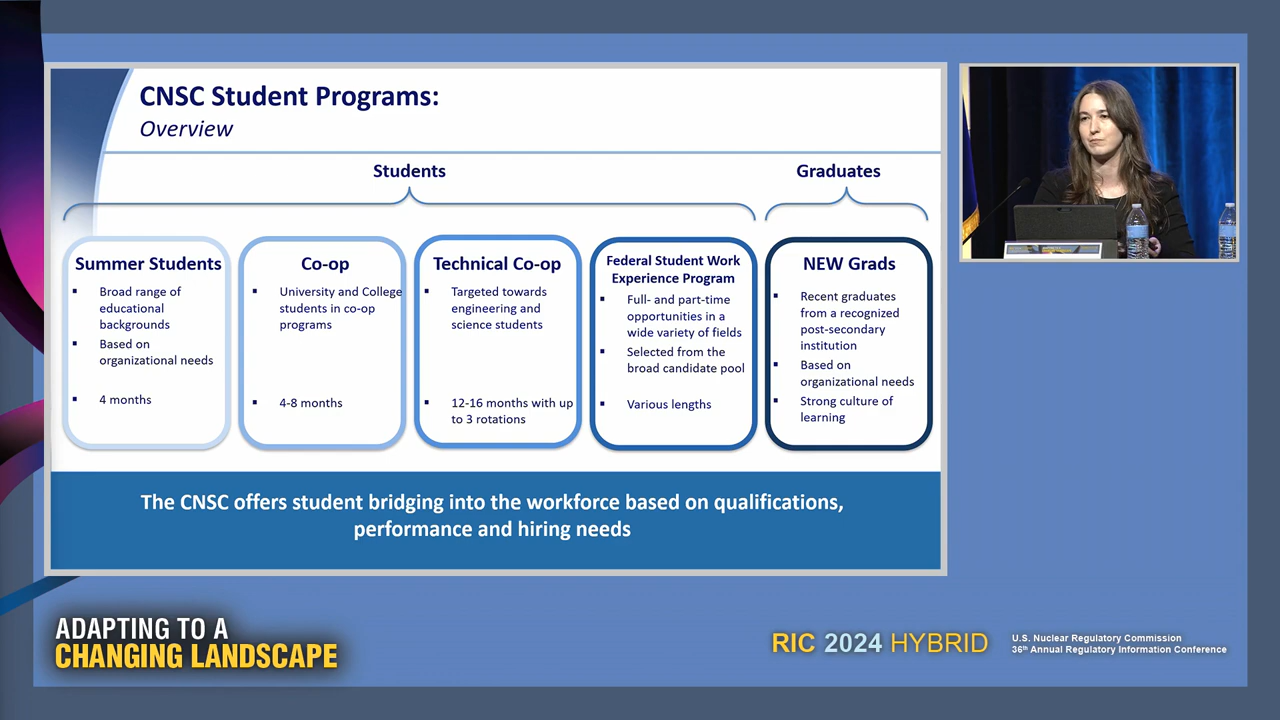 CNSC Student Programs:
Overview
Students
Graduates
Summer Students
▪ Broad range of
educational
backgrounds
▪ Based on
organizational needs
▪ 4 months
Co-op
▪ University and College
students in co-op
programs
▪ 4-8 months
Technical Co-op
▪ Targeted towards
engineering and
science students
▪ 12-16 months with up
to 3 rotations
Federal Student Work
Experience Program
▪ Full- and part-time
opportunities in a
wide variety of fields
▪ Selected from the
broad candidate pool
▪ Various lengths
NEW Grads
▪ Recent graduates
from a recognized
post-secondary
institution
▪ Based on
organizational needs
▪ Strong culture of
learning
The CNSC offers student bridging into the workforce based on qualifications,
performance and hiring needs
ADAPTING TO A
CHANGING LANDSCAPE
RIC 2024 HYBRID
U.S. Nuclear Regulatory Commission
36th Annual Regulatory Information Conference